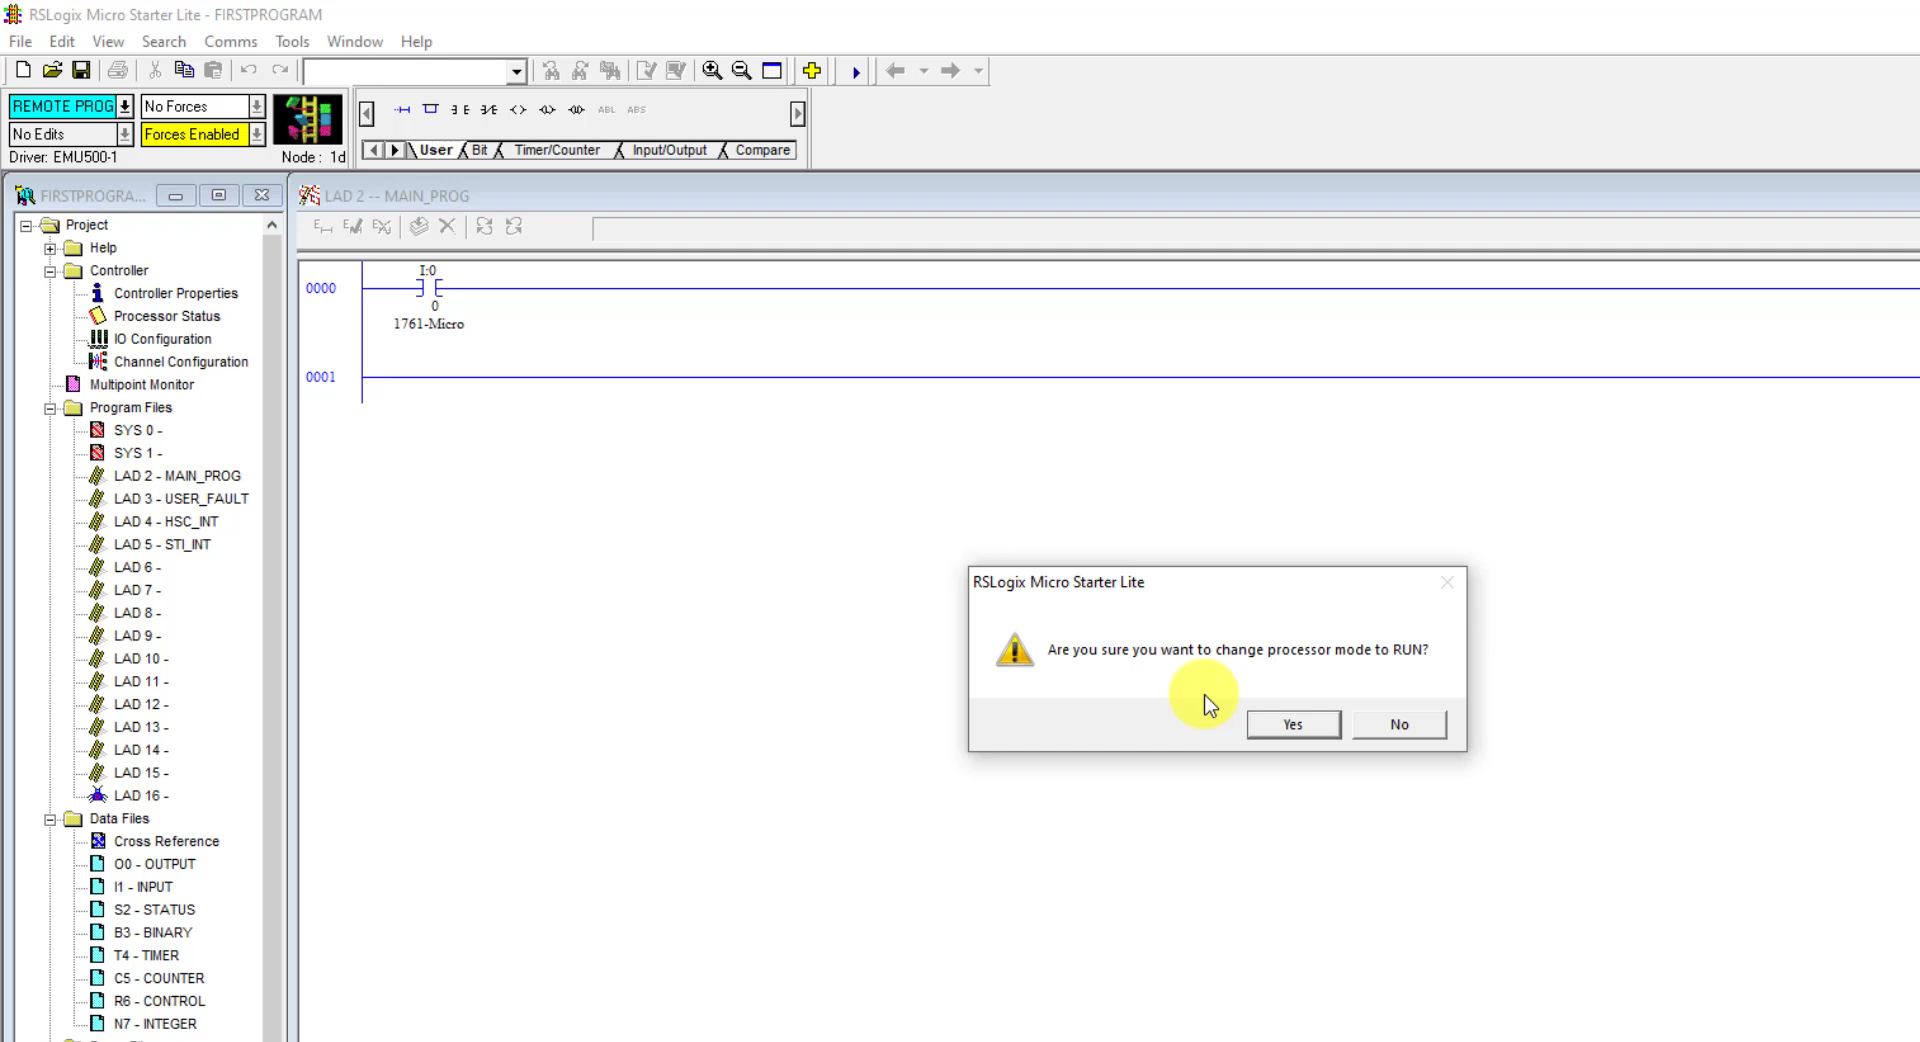 RSLogix Micro Starter Lite - FIRSTPROGRAM
File Edit View Search Comms Tools Window Help
REMOTE PROG No Forces
No Edits Forces Enabled
Driver: EMU500-1 Node : 1d
ABL ABS
User Bit Timer/Counter Input/Output Compare
FIRSTPROGRA...
LAD 2 -- MAIN_PROG
Project
Help
Controller
Controller Properties
Processor Status
IO Configuration
Channel Configuration
Multipoint Monitor
Program Files
SYS 0 -
SYS 1 -
LAD 2 - MAIN_PROG
LAD 3 - USER_FAULT
LAD 4 - HSC_INT
LAD 5 - STI_INT
LAD 6 -
LAD 7 -
LAD 8 -
LAD 9 -
LAD 10 -
LAD 11 -
LAD 12 -
LAD 13 -
LAD 14 -
LAD 15 -
LAD 16 -
Data Files
Cross Reference
O0 - OUTPUT
I1 - INPUT
S2 - STATUS
B3 - BINARY
T4 - TIMER
C5 - COUNTER
R6 - CONTROL
N7 - INTEGER
I:0
0000
0
1761-Micro
0001
RSLogix Micro Starter Lite
Are you sure you want to change processor mode to RUN?
Yes No